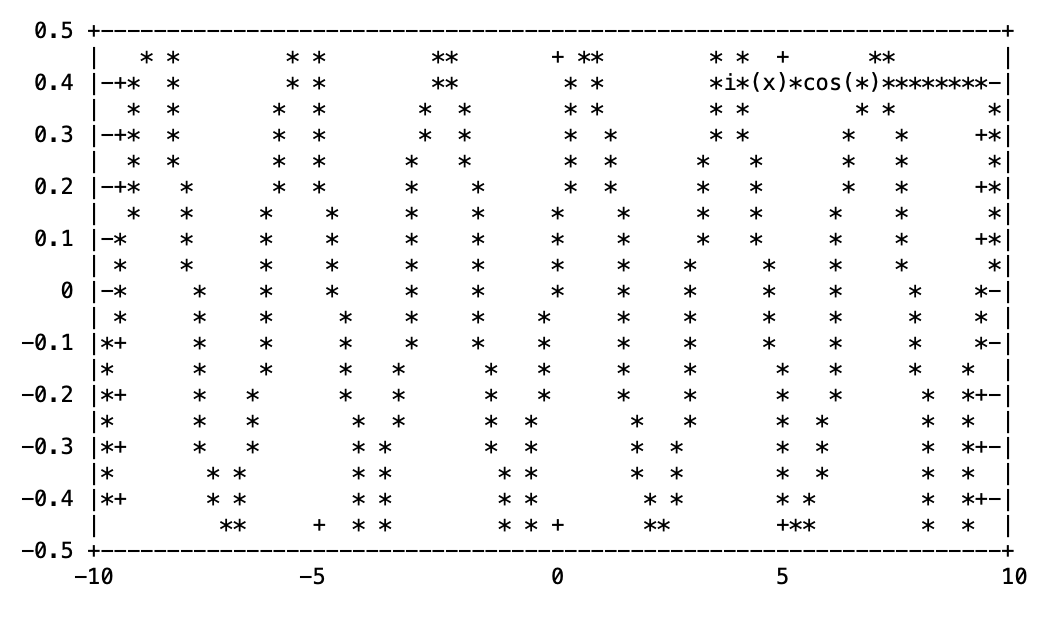 0.5 +--------------------------------------------------------------------+
     |   * *        * *        **       + **        * *  +      **        |
 0.4 |-+*           * *        **        * *        *i*(x)*cos(*)********-|
     |  *  *       *  *       *  *       * *        * *        * *       *|
 0.3 |-+*  *       *  *       *  *       *  *       * *       *   *     +*|
     |  *  *       *  *      *   *       *  *      *   *      *   *      *|
 0.2 |-+*   *      *  *      *    *      *  *      *   *      *   *     +*|
     |  *   *     *    *     *    *     *    *     *   *     *    *      *|
 0.1 |-*    *     *    *     *    *     *    *     *   *     *    *     +*|
     | *    *     *    *     *    *     *    *    *     *    *    *      *|
   0 |-*     *    *    *     *    *     *    *    *     *    *     *    *-|
     | *     *    *     *    *    *    *     *    *     *    *     *    * |
-0.1 |*+     *    *     *    *    *    *     *    *     *    *     *    *-|
     |*      *    *     *   *      *   *     *    *      *   *     *   *  |
-0.2 |*+     *   *      *   *      *   *     *    *      *   *      *  *+-|
     |*      *   *       *  *      *  *       *   *      *  *       *  *  |
-0.3 |*+     *   *       * *       *  *       *  *       *  *       *  *+-|
     |*       * *        * *        * *       *  *       *  *       *  *  |
-0.4 |*+      * *        * *        * *        * *       * *        *  *+-|
     |         **     +  * *        * * +      **        +**        *  *  |
-0.5 +--------------------------------------------------------------------+
    -10              -5                 0                5                10